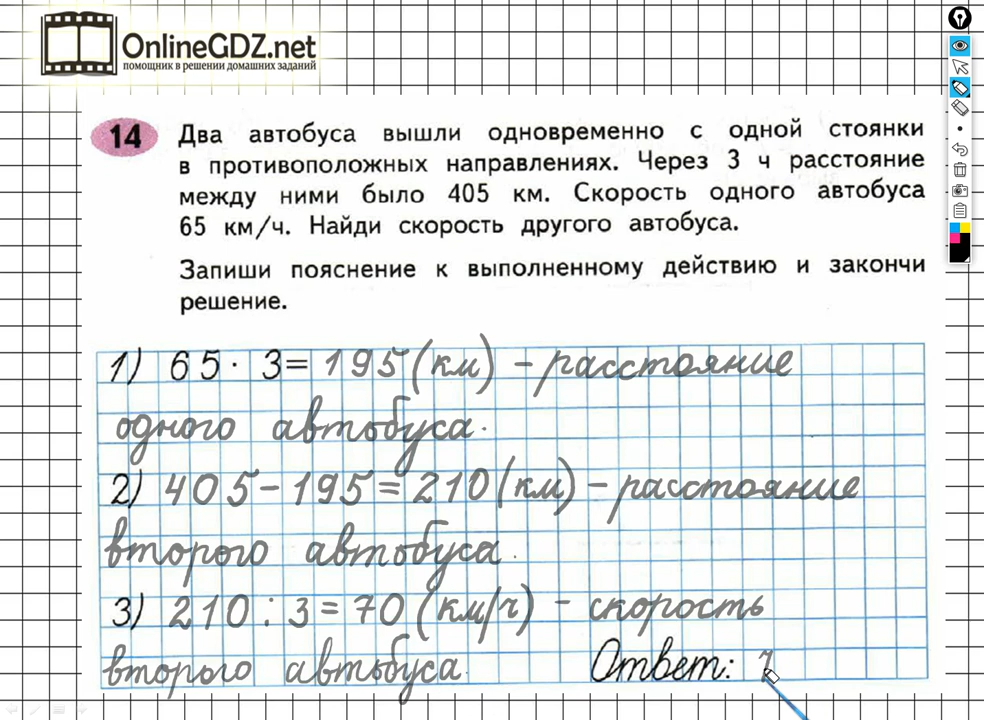 OnlineGDZ.net
помощник в решении домашних заданий
14 Два автобуса вышли одновременно с одной стоянки
в противоположных направлениях. Через 3 ч расстояние
между ними было 405 км. Скорость одного автобуса
65 км/ч. Найди скорость другого автобуса.
Запиши пояснение к выполненному действию и закончи
решение.
1) 65 · 3 = 195 (км) – расстояние
одного автобуса.
2) 405 – 195 = 210 (км) – расстояние
второго автобуса.
3) 210 : 3 = 70 (км/ч) – скорость
второго автобуса. Ответ: